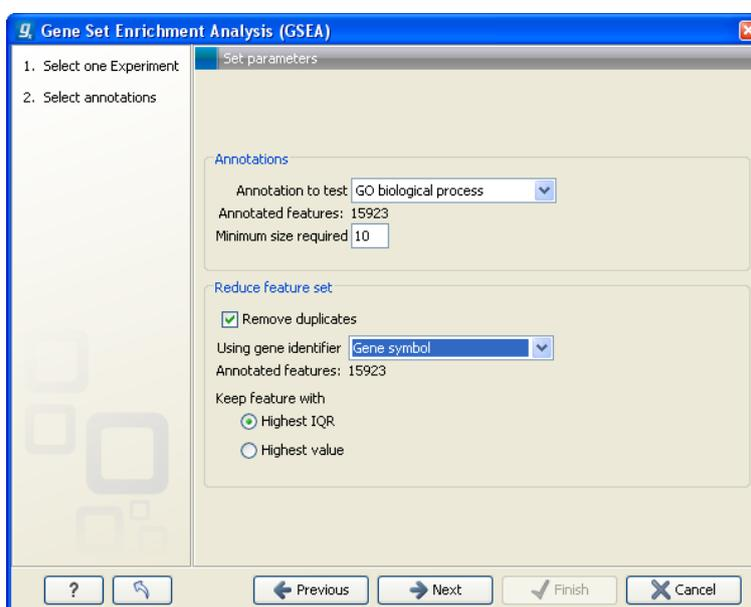 Gene Set Enrichment Analysis (GSEA)
1. Select one Experiment
2. Select annotations
Set parameters
Annotations
Annotation to test GO biological process
Annotated features: 15923
Minimum size required 10
Reduce feature set
Remove duplicates
Using gene identifier Gene symbol
Annotated features: 15923
Keep feature with
Highest IQR
Highest value
? Previous Next Finish Cancel